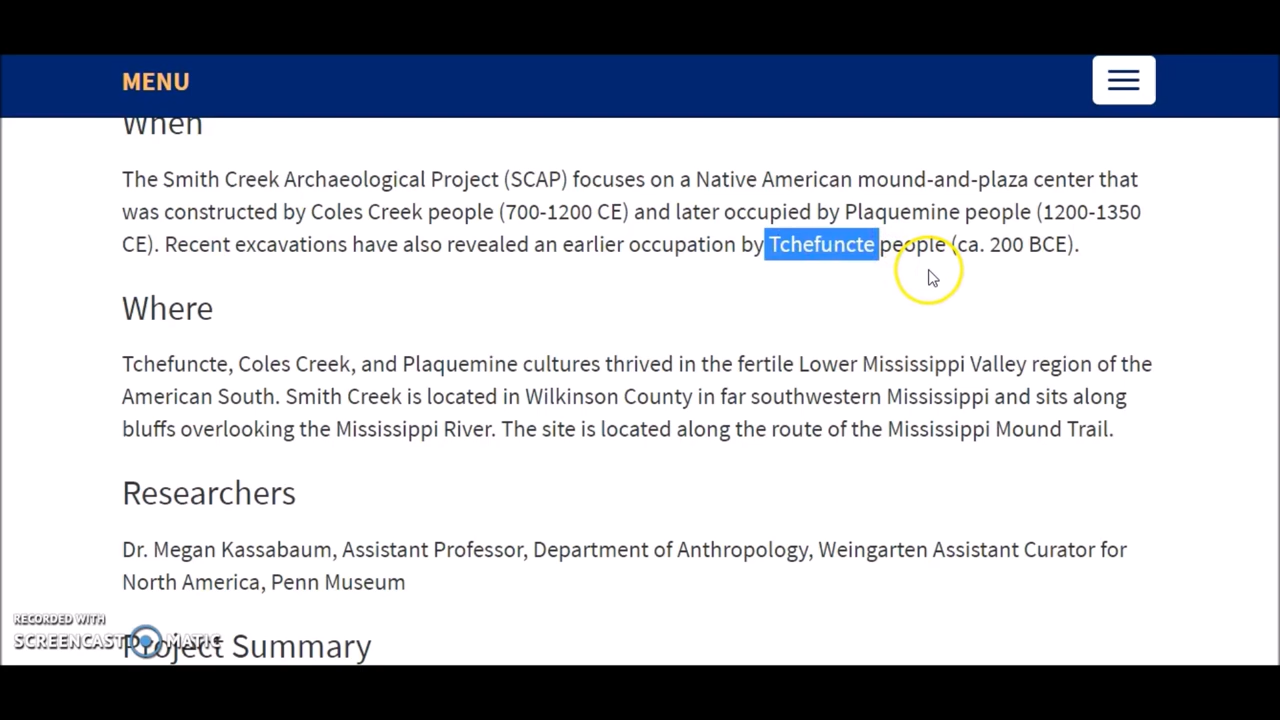 MENU
When
The Smith Creek Archaeological Project (SCAP) focuses on a Native American mound-and-plaza center that
was constructed by Coles Creek people (700-1200 CE) and later occupied by Plaquemine people (1200-1350
CE). Recent excavations have also revealed an earlier occupation by Tchefuncte people (ca. 200 BCE).
Where
Tchefuncte, Coles Creek, and Plaquemine cultures thrived in the fertile Lower Mississippi Valley region of the
American South. Smith Creek is located in Wilkinson County in far southwestern Mississippi and sits along
bluffs overlooking the Mississippi River. The site is located along the route of the Mississippi Mound Trail.
Researchers
Dr. Megan Kassabaum, Assistant Professor, Department of Anthropology, Weingarten Assistant Curator for
North America, Penn Museum
RECORDED WITH
SCREENCAST MATIC
Project Summary